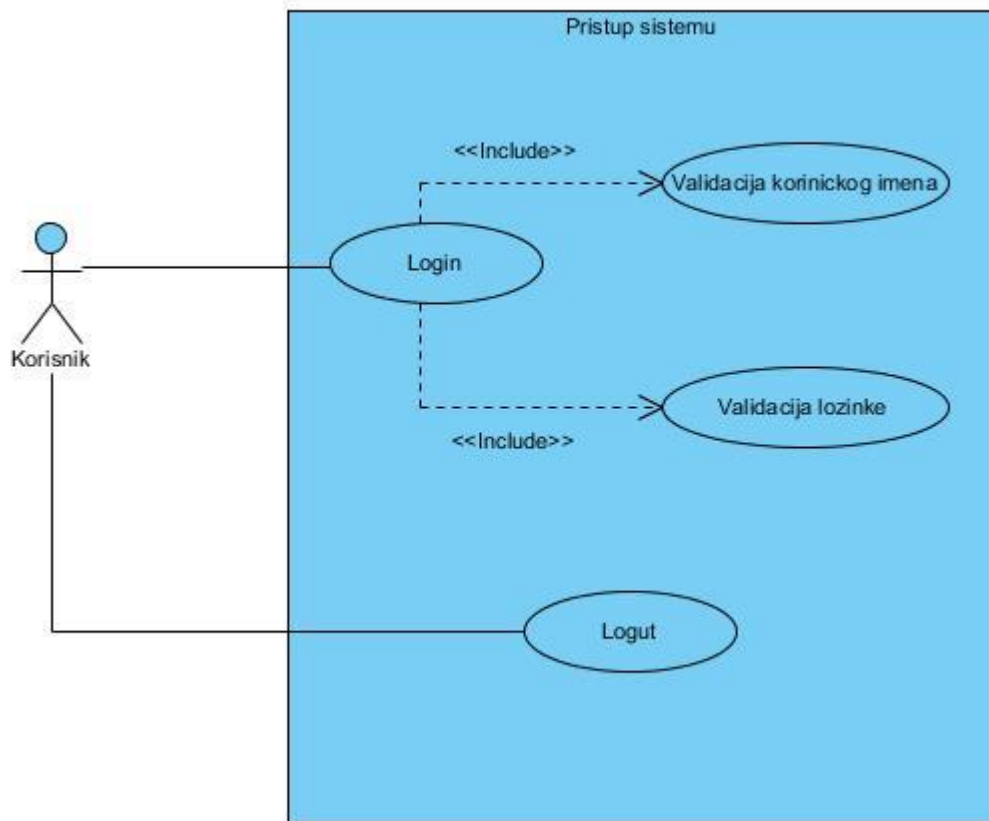 Pristup sistemu
<<Include>>
Validacija korinickog imena
Login
Korisnik
Validacija lozinke
<<Include>>
Logut